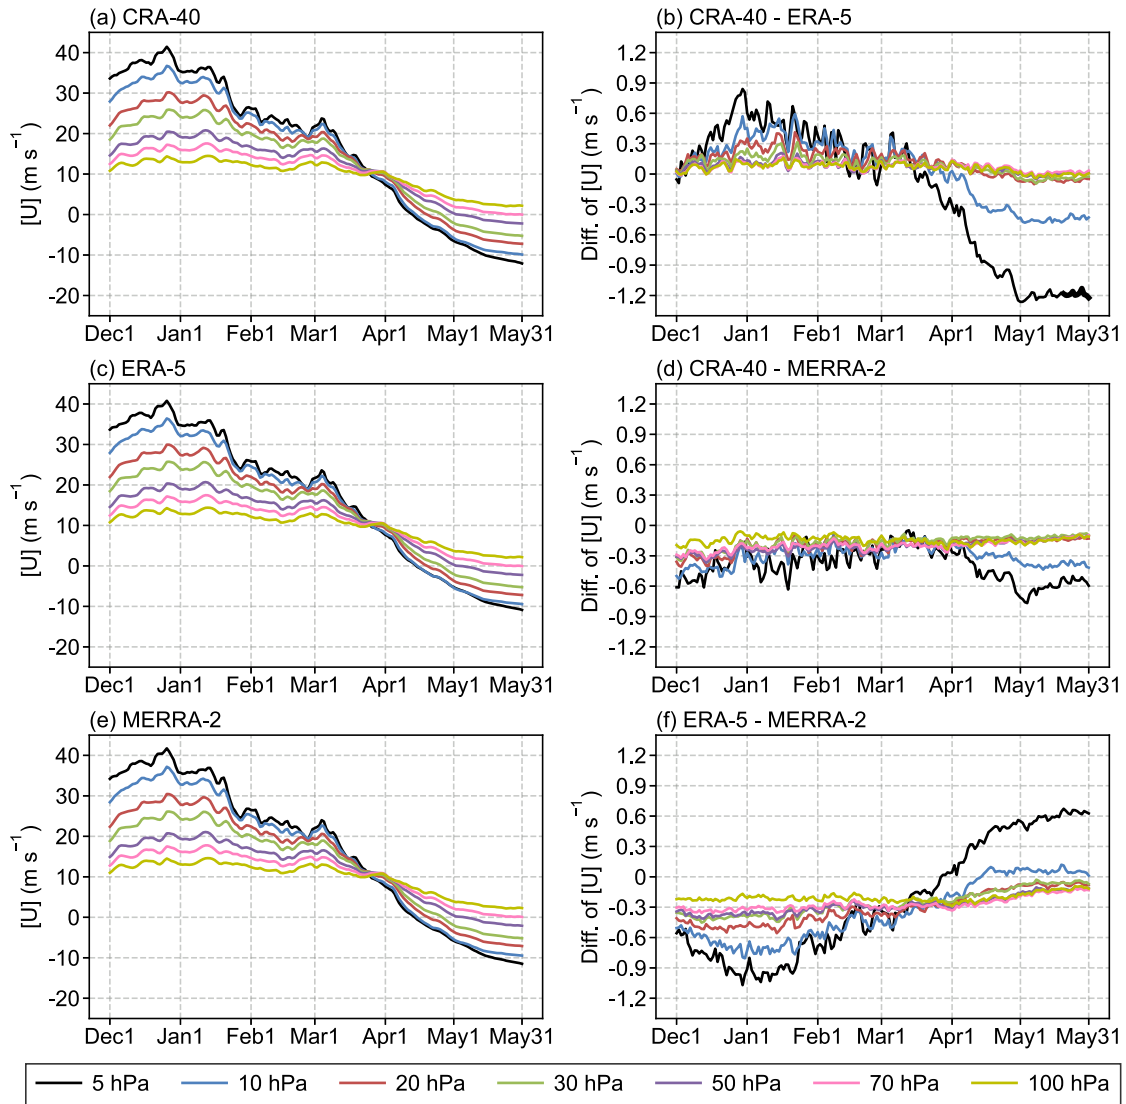 (a) CRA-40
[U] (m s⁻¹ )
40
30
20
10
0
-10
-20
Dec1 Jan1 Feb1 Mar1 Apr1 May1 May31
(b) CRA-40 - ERA-5
Diff. of [U] (m s⁻¹ )
1.2
0.9
0.6
0.3
0
-0.3
-0.6
-0.9
-1.2
Dec1 Jan1 Feb1 Mar1 Apr1 May1 May31
(c) ERA-5
[U] (m s⁻¹ )
40
30
20
10
0
-10
-20
Dec1 Jan1 Feb1 Mar1 Apr1 May1 May31
(d) CRA-40 - MERRA-2
Diff. of [U] (m s⁻¹ )
1.2
0.9
0.6
0.3
0
-0.3
-0.6
-0.9
-1.2
Dec1 Jan1 Feb1 Mar1 Apr1 May1 May31
(e) MERRA-2
[U] (m s⁻¹ )
40
30
20
10
0
-10
-20
Dec1 Jan1 Feb1 Mar1 Apr1 May1 May31
(f) ERA-5 - MERRA-2
Diff. of [U] (m s⁻¹ )
1.2
0.9
0.6
0.3
0
-0.3
-0.6
-0.9
-1.2
Dec1 Jan1 Feb1 Mar1 Apr1 May1 May31
5 hPa 10 hPa 20 hPa 30 hPa 50 hPa 70 hPa 100 hPa